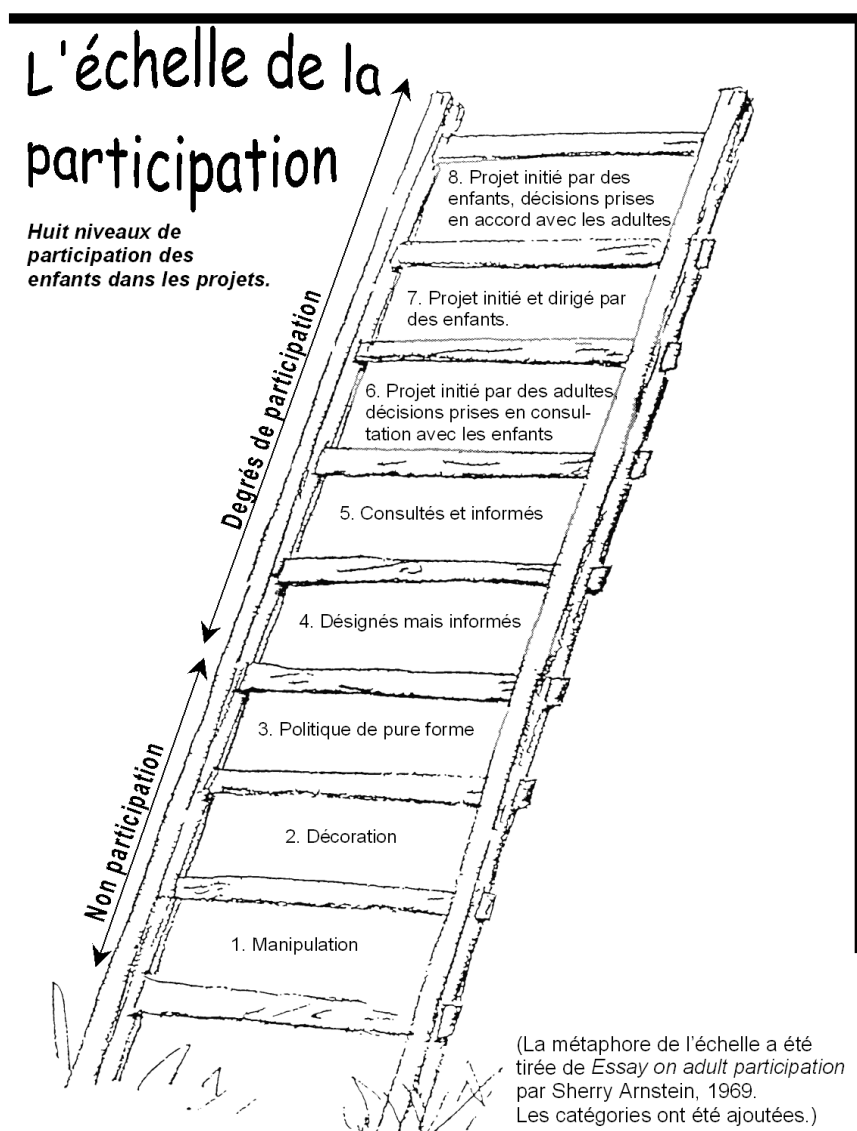 L'échelle de la
participation
Huit niveaux de
participation des
enfants dans les projets.
Degrés de participation
Non participation
8. Projet initié par des
enfants, décisions prises
en accord avec les adultes
7. Projet initié et dirigé par
des enfants.
6. Projet initié par des adultes,
décisions prises en consul-
tation avec les enfants
5. Consultés et informés
4. Désignés mais informés
3. Politique de pure forme
2. Décoration
1. Manipulation
(La métaphore de l'échelle a été
tirée de Essay on adult participation
par Sherry Arnstein, 1969.
Les catégories ont été ajoutées.)